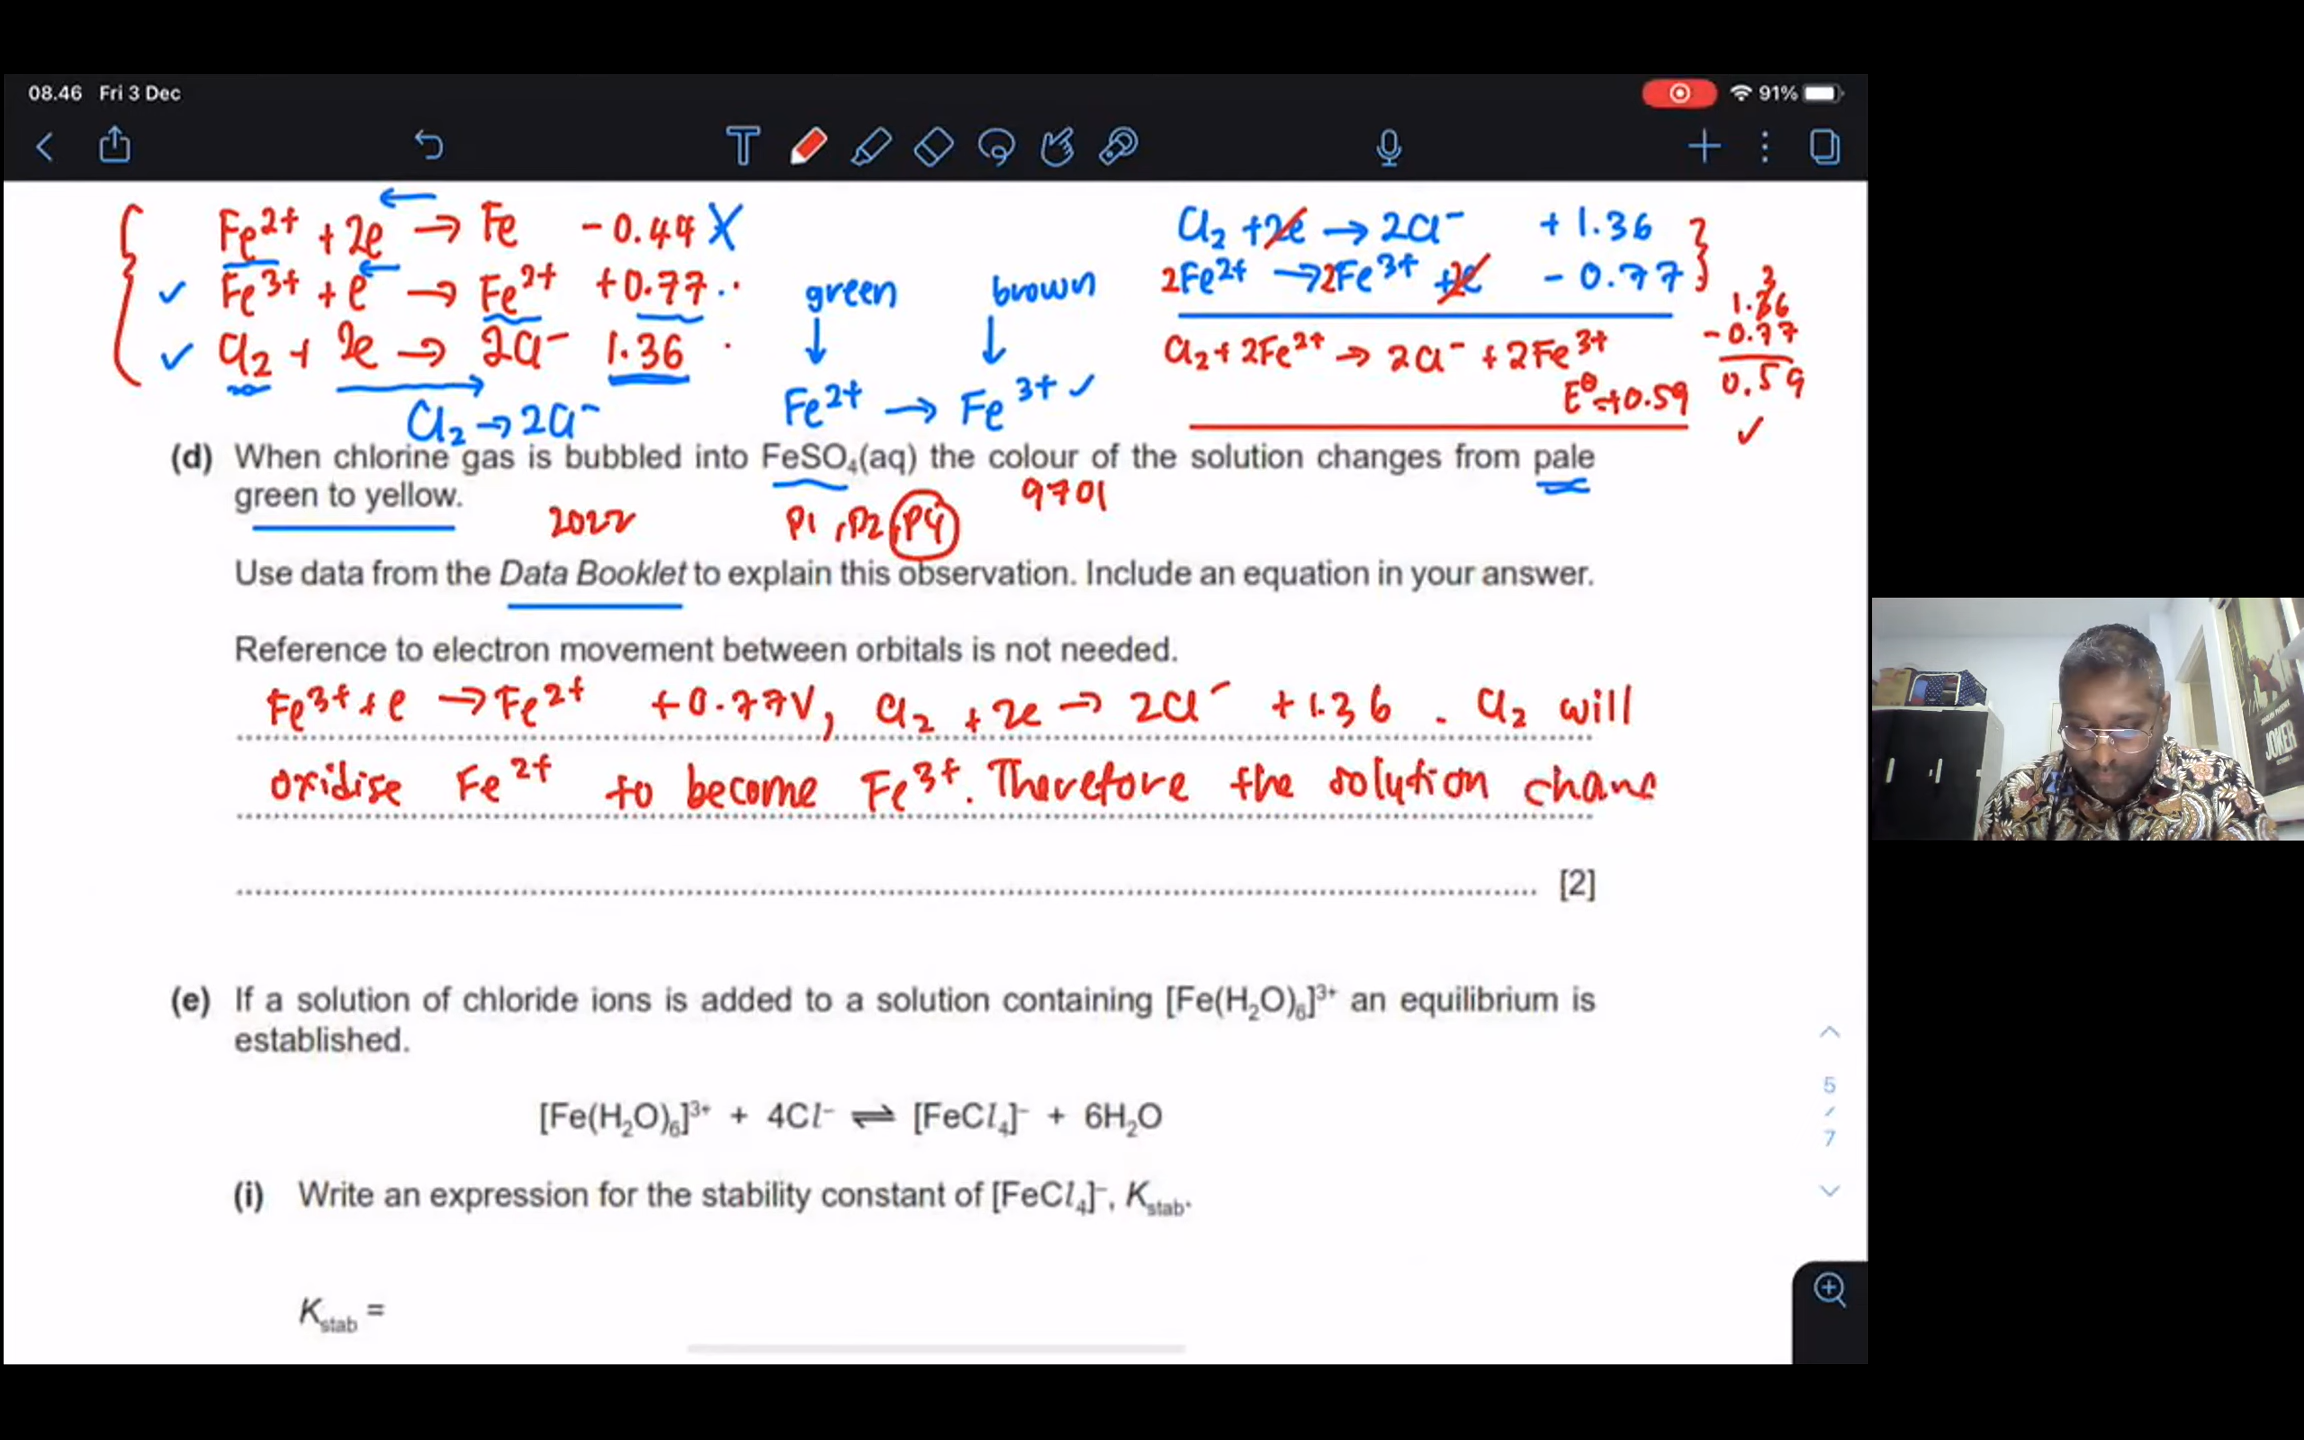 08.46 Fri 3 Dec
91%
T
Fe²⁺ + 2e → Fe -0.44 X
Fe³⁺ + e → Fe²⁺ +0.77
Cl₂ + 2e → 2Cl⁻ 1.36
Cl₂ → 2Cl⁻
green brown
Fe²⁺ → Fe³⁺ ✓
Cl₂ + 2e → 2Cl⁻ +1.36
2Fe²⁺ → 2Fe³⁺ + 2e -0.77
Cl₂ + 2Fe²⁺ → 2Cl⁻ + 2Fe³⁺
E⁰ = +0.59
1.36
- 0.77
0.59
✓
(d) When chlorine gas is bubbled into FeSO₄(aq) the colour of the solution changes from pale
green to yellow.
9701
2022 P1, P2, P4
Use data from the Data Booklet to explain this observation. Include an equation in your answer.
Reference to electron movement between orbitals is not needed.
Fe³⁺ + e → Fe²⁺ +0.77V, Cl₂ + 2e → 2Cl⁻ +1.36. Cl₂ will
oxidise Fe²⁺ to become Fe³⁺. Therefore the solution chang
[2]
(e) If a solution of chloride ions is added to a solution containing [Fe(H₂O)₆]³⁺ an equilibrium is
established.
[Fe(H₂O)₆]³⁺ + 4Cl⁻ ⇌ [FeCl₄]⁻ + 6H₂O
(i) Write an expression for the stability constant of [FeCl₄]⁻, Kstab.
Kstab =
5
/
7
JOKER